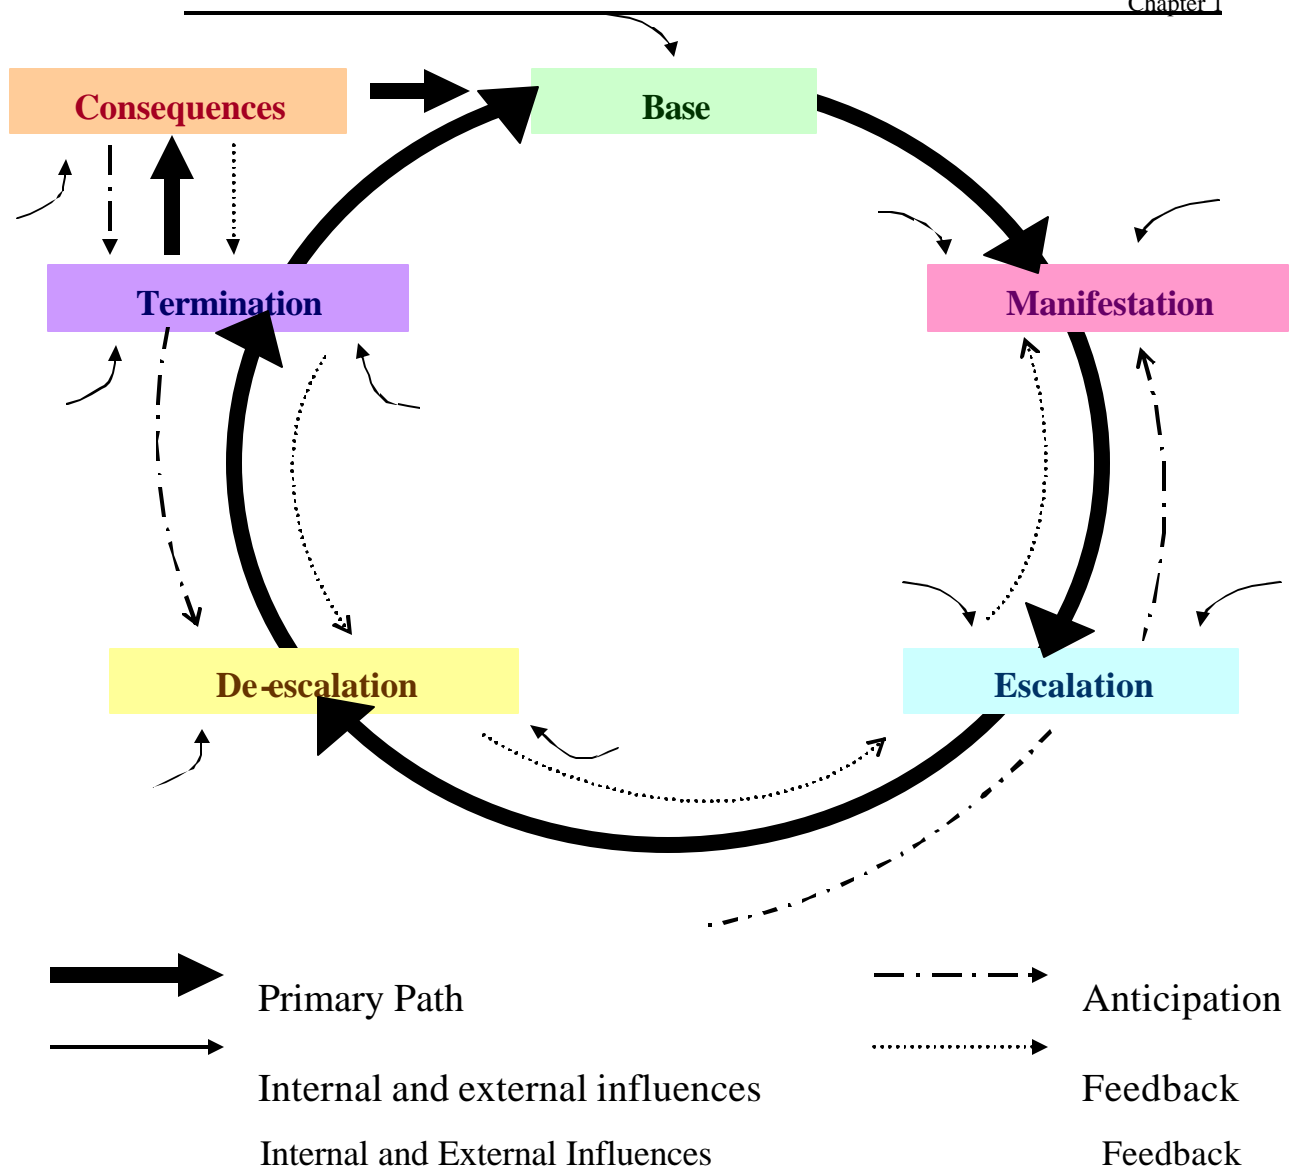 Chapter 1
Consequences
Base
Termination
Manifestation
De-escalation
Escalation
Primary Path
Anticipation
Internal and external influences
Feedback
Internal and External Influences
Feedback